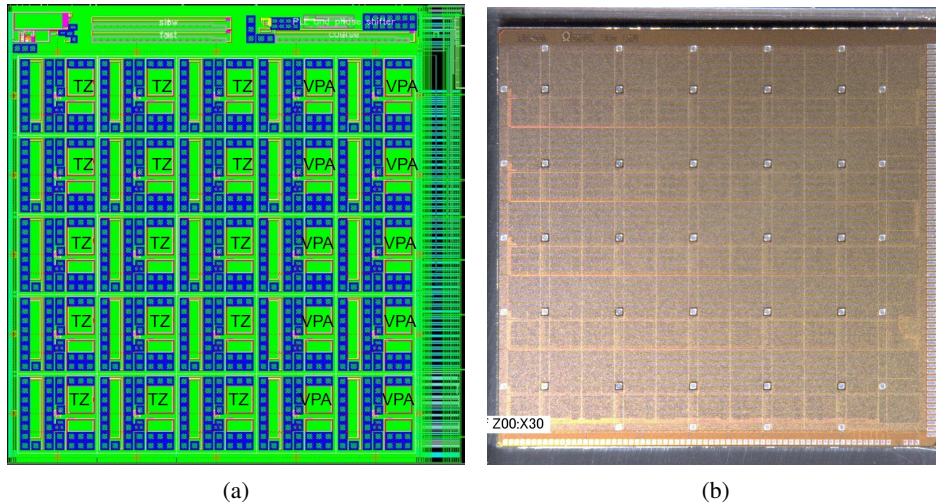 slow
fast
PLL and phase shifter
coarse
TZ TZ TZ VPA VPA
TZ TZ TZ VPA VPA
TZ TZ TZ VPA VPA
TZ TZ TZ VPA VPA
TZ TZ TZ VPA VPA
Z00:X30
(a) (b)